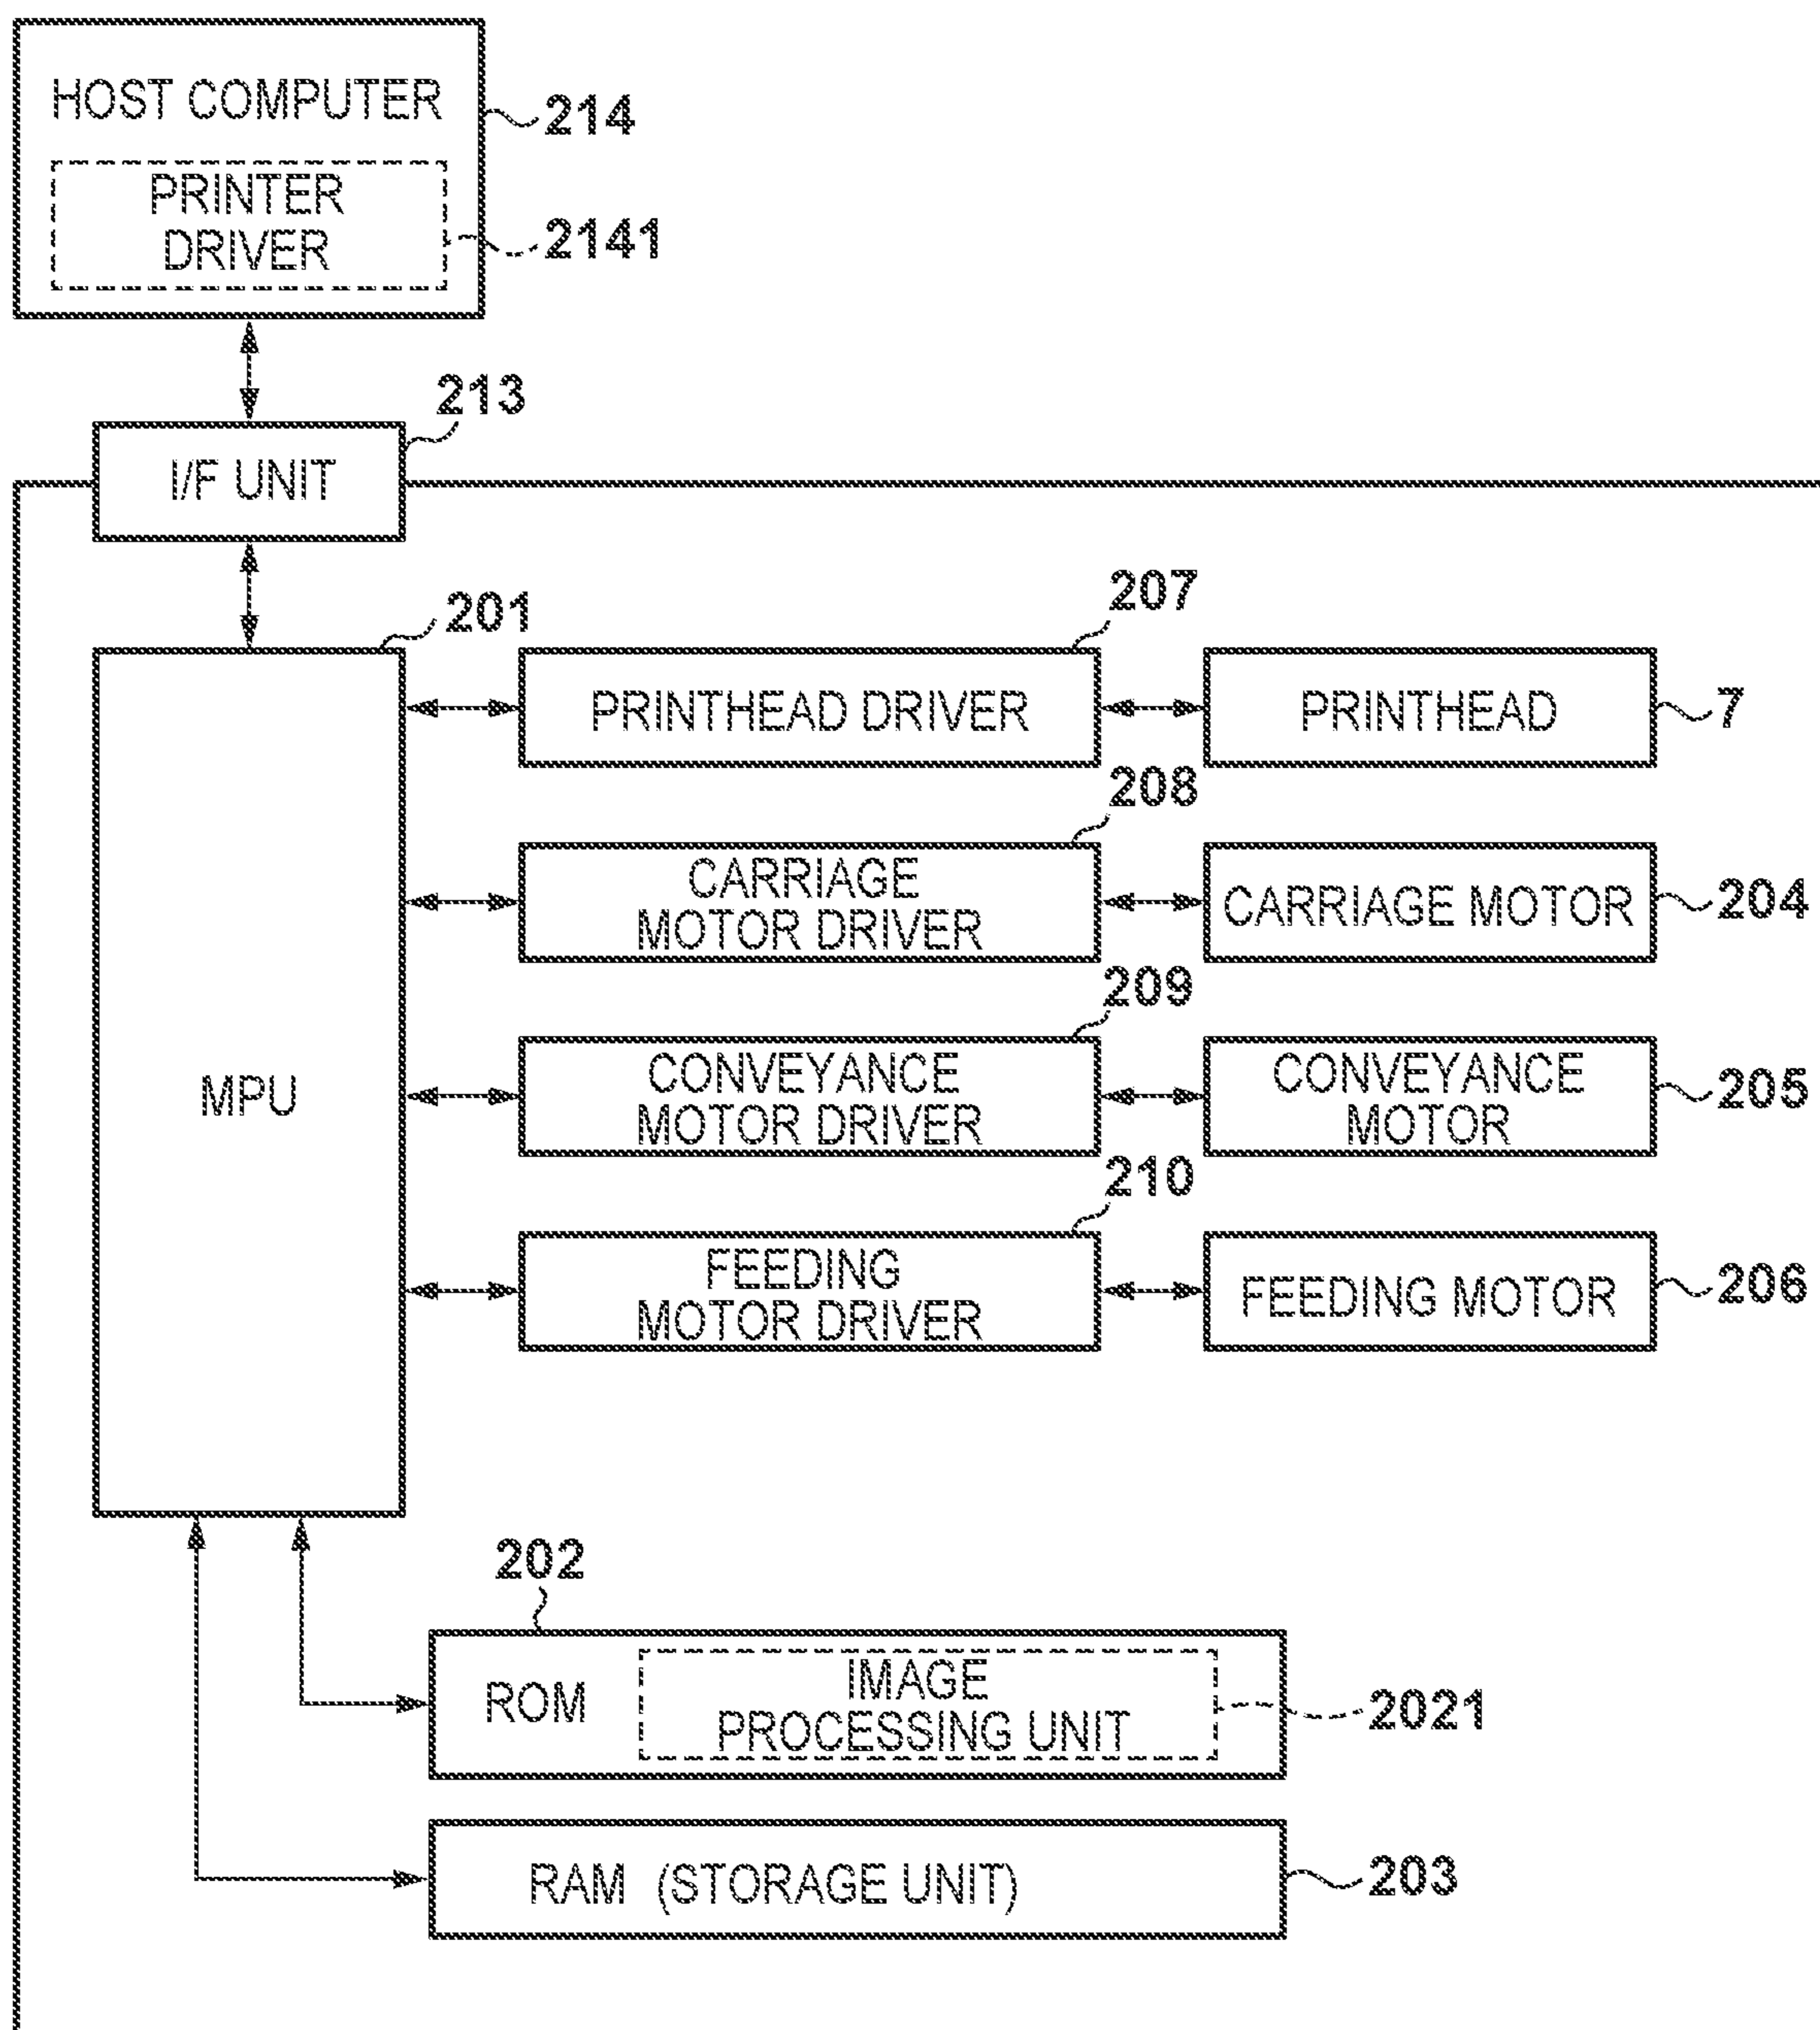 HOST COMPUTER
214
PRINTER
DRIVER
2141
213
I/F UNIT
201
207
MPU
PRINTHEAD DRIVER
PRINTHEAD
7
208
CARRIAGE
MOTOR DRIVER
CARRIAGE MOTOR
204
209
CONVEYANCE
MOTOR DRIVER
CONVEYANCE
MOTOR
205
210
FEEDING
MOTOR DRIVER
FEEDING MOTOR
206
202
ROM
IMAGE
PROCESSING UNIT
2021
RAM (STORAGE UNIT)
203